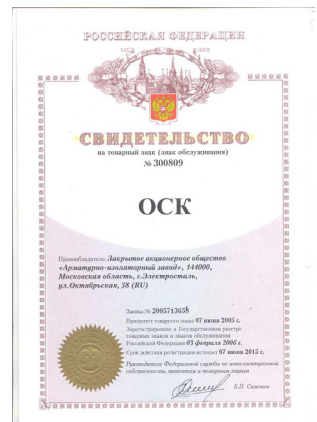 РОССИЙСКАЯ ФЕДЕРАЦИЯ
СВИДЕТЕЛЬСТВО
на товарный знак (знак обслуживания)
№ 300809
ОСК
Правообладатель: Закрытое акционерное общество
«Арматурно-изоляторный завод», 144000,
Московская область, г.Электросталь,
ул.Октябрьская, 38 (RU)
Заявка № 2005713658
Приоритет товарного знака 07 июня 2005 г.
Зарегистрировано в Государственном реестре
товарных знаков и знаков обслуживания
Российской Федерации 03 февраля 2006 г.
Срок действия регистрации истекает 07 июня 2015 г.
Руководитель Федеральной службы по интеллектуальной
собственности, патентам и товарным знакам
Б.П. Симонов